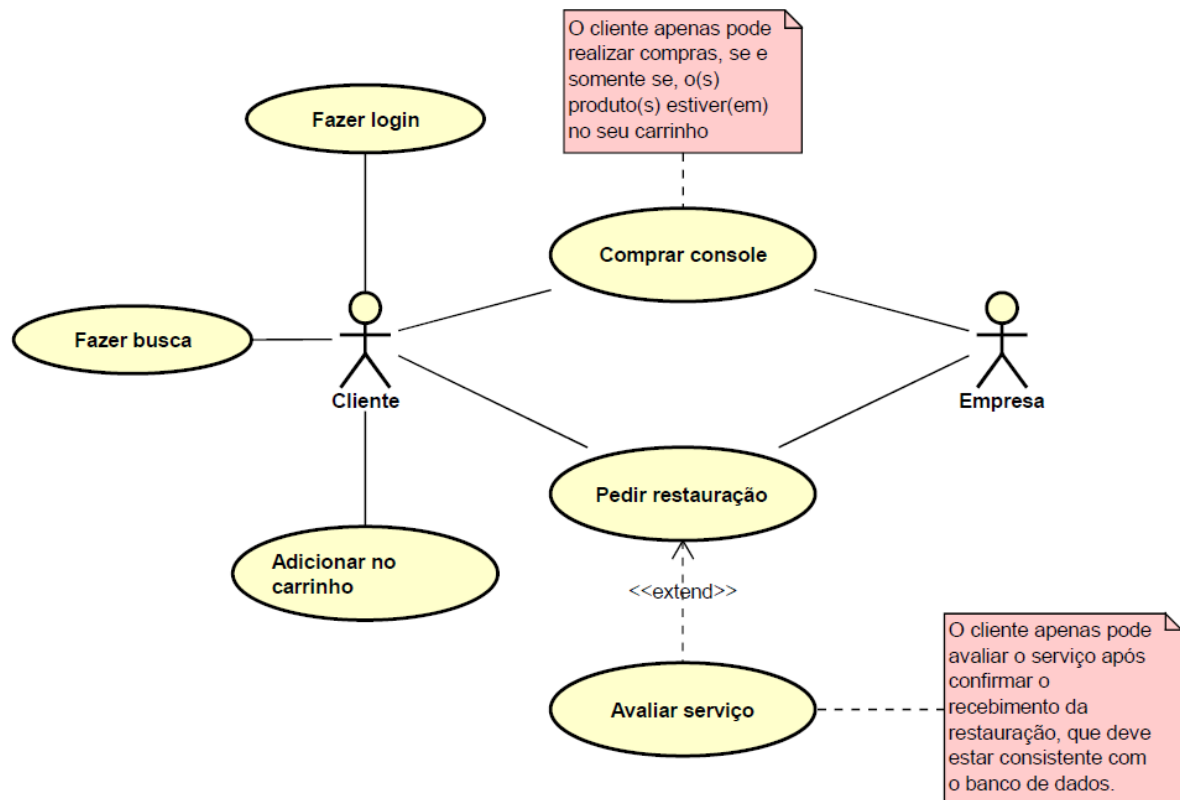 O cliente apenas pode
realizar compras, se e
somente se, o(s)
produto(s) estiver(em)
no seu carrinho
Fazer login
Comprar console
Fazer busca
Cliente
Empresa
Pedir restauração
Adicionar no
carrinho
<<extend>>
O cliente apenas pode
avaliar o serviço após
confirmar o
recebimento da
restauração, que deve
estar consistente com
o banco de dados.
Avaliar serviço